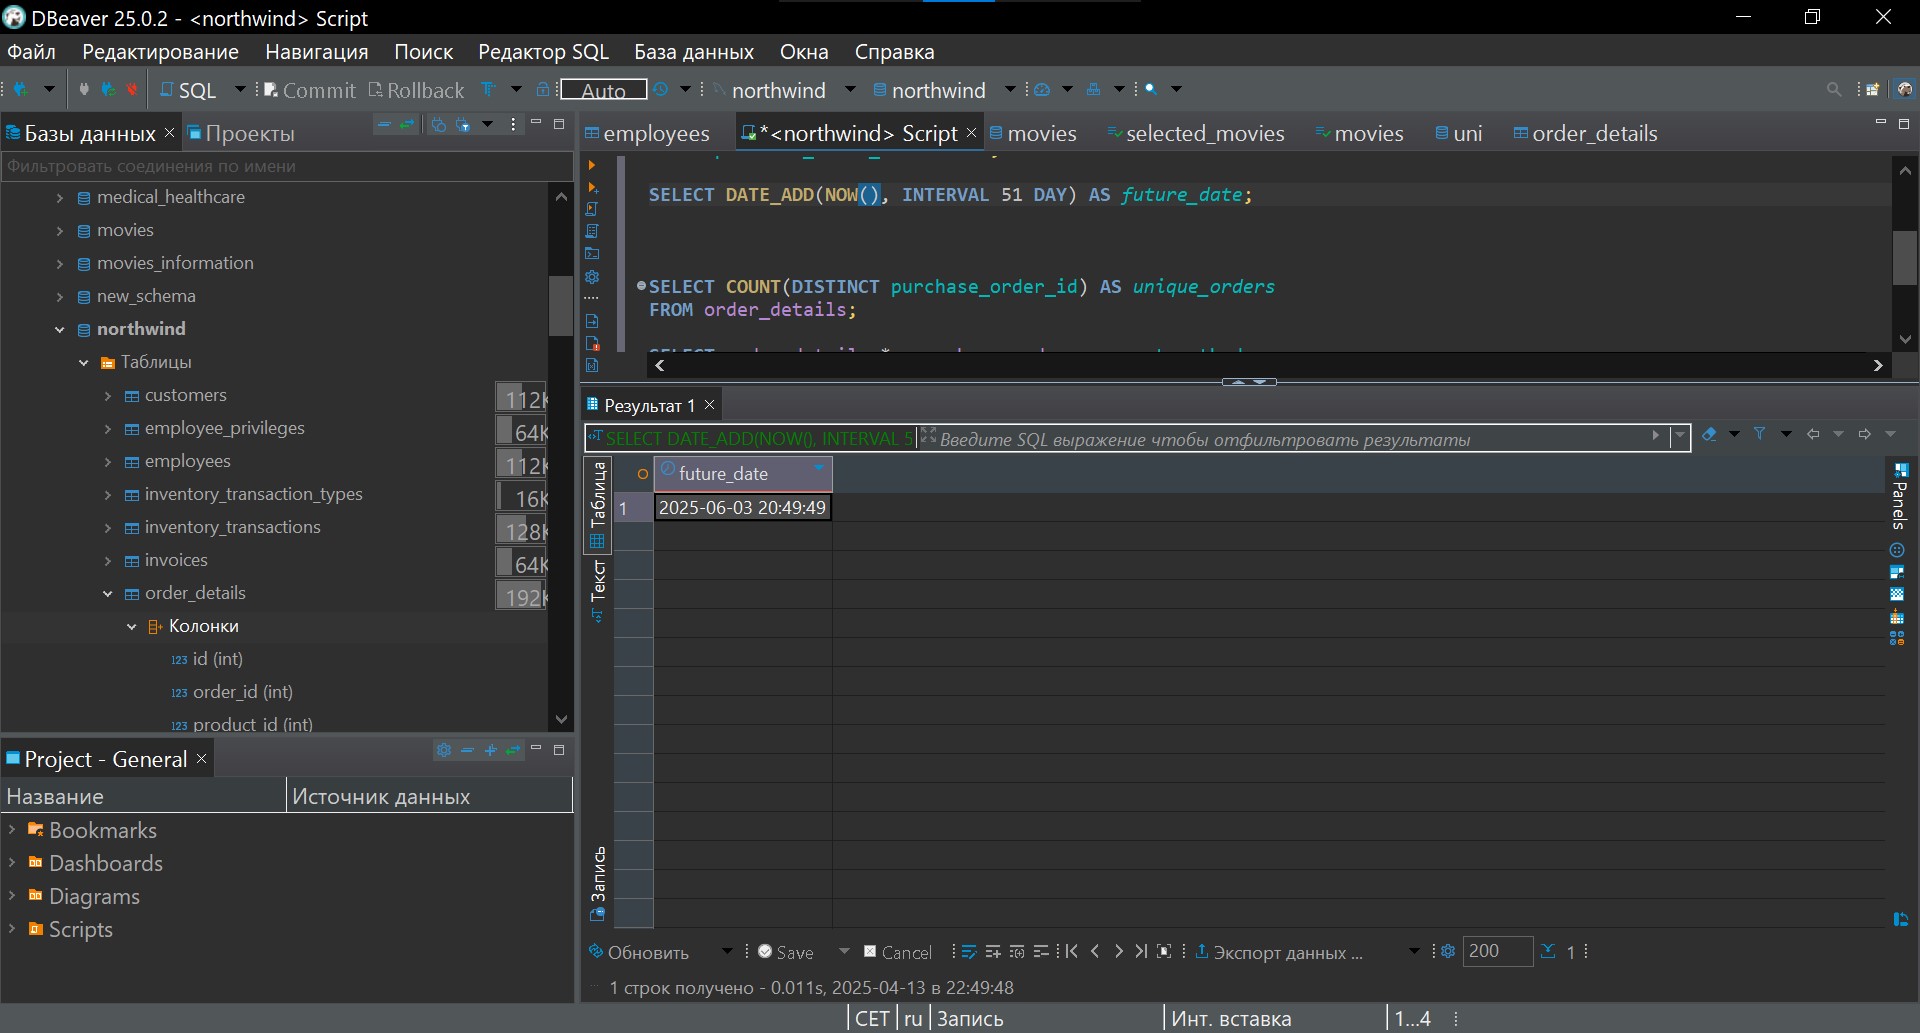 DBeaver 25.0.2 - <northwind> Script
Файл Редактирование Навигация Поиск Редактор SQL База данных Окна Справка
SQL Commit Rollback Auto northwind northwind
Базы данных Проекты
Фильтровать соединения по имени
medical_healthcare
movies
movies_information
new_schema
northwind
Таблицы
customers 112K
employee_privileges 64K
employees 112K
inventory_transaction_types 16K
inventory_transactions 128K
invoices 64K
order_details 192K
Колонки
123 id (int)
123 order_id (int)
123 product_id (int)
Project - General
Название Источник данных
Bookmarks
Dashboards
Diagrams
Scripts
employees *<northwind> Script movies selected_movies movies uni order_details
SELECT DATE_ADD(NOW(), INTERVAL 51 DAY) AS future_date;
SELECT COUNT(DISTINCT purchase_order_id) AS unique_orders
FROM order_details;
Результат 1
SELECT DATE_ADD(NOW(), INTERVAL 5 Введите SQL выражение чтобы отфильтровать результаты
Таблица
Текст
Запись
future_date
1 2025-06-03 20:49:49
Panels
Обновить Save Cancel Экспорт данных ... 200 1
1 строк получено - 0.011s, 2025-04-13 в 22:49:48
CET ru Запись Инт. вставка 1...4